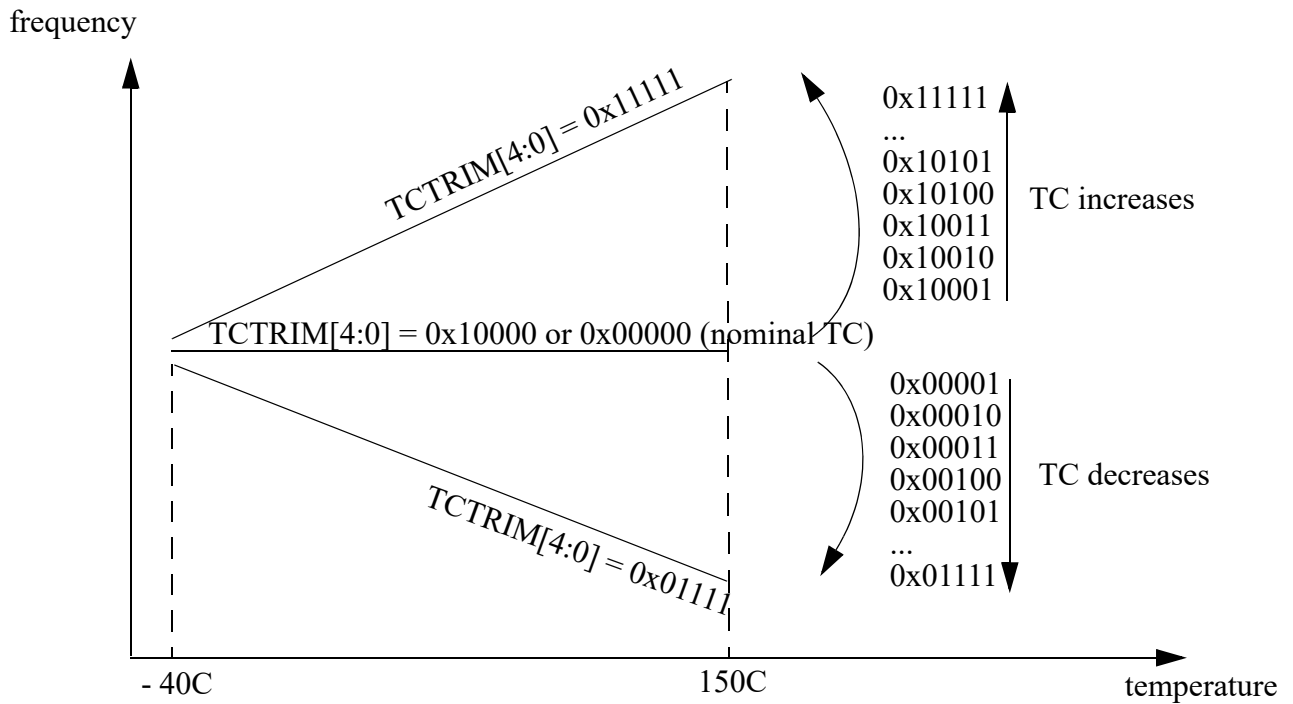 frequency
TCTRIM[4:0] = 0x11111
0x11111
...
0x10101
0x10100
0x10011
0x10010
0x10001
TC increases
TCTRIM[4:0] = 0x10000 or 0x00000 (nominal TC)
0x00001
0x00010
0x00011
0x00100
0x00101
...
0x01111
TC decreases
TCTRIM[4:0] = 0x01111
- 40C
150C
temperature